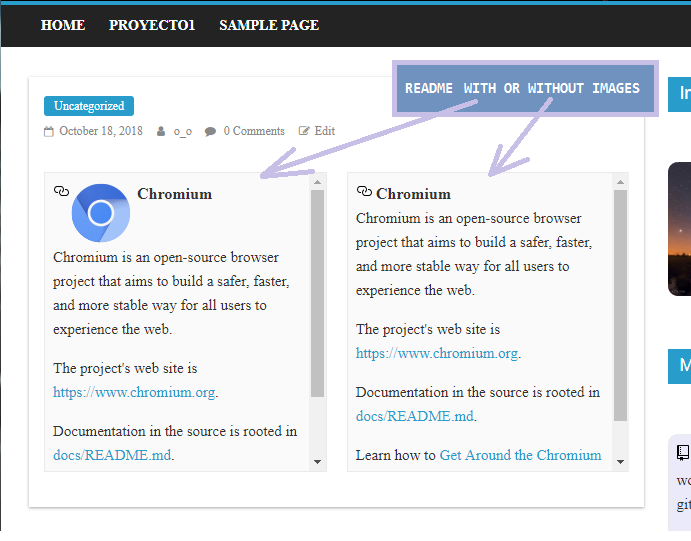 HOME PROYECTO1 SAMPLE PAGE
README WITH OR WITHOUT IMAGES
Uncategorized
October 18, 2018 o_o 0 Comments Edit
Chromium
Chromium is an open-source browser
project that aims to build a safer, faster,
and more stable way for all users to
experience the web.
The project's web site is
https://www.chromium.org.
Documentation in the source is rooted in
docs/README.md.
Chromium
Chromium is an open-source browser
project that aims to build a safer, faster,
and more stable way for all users to
experience the web.
The project's web site is
https://www.chromium.org.
Documentation in the source is rooted in
docs/README.md.
Learn how to Get Around the Chromium